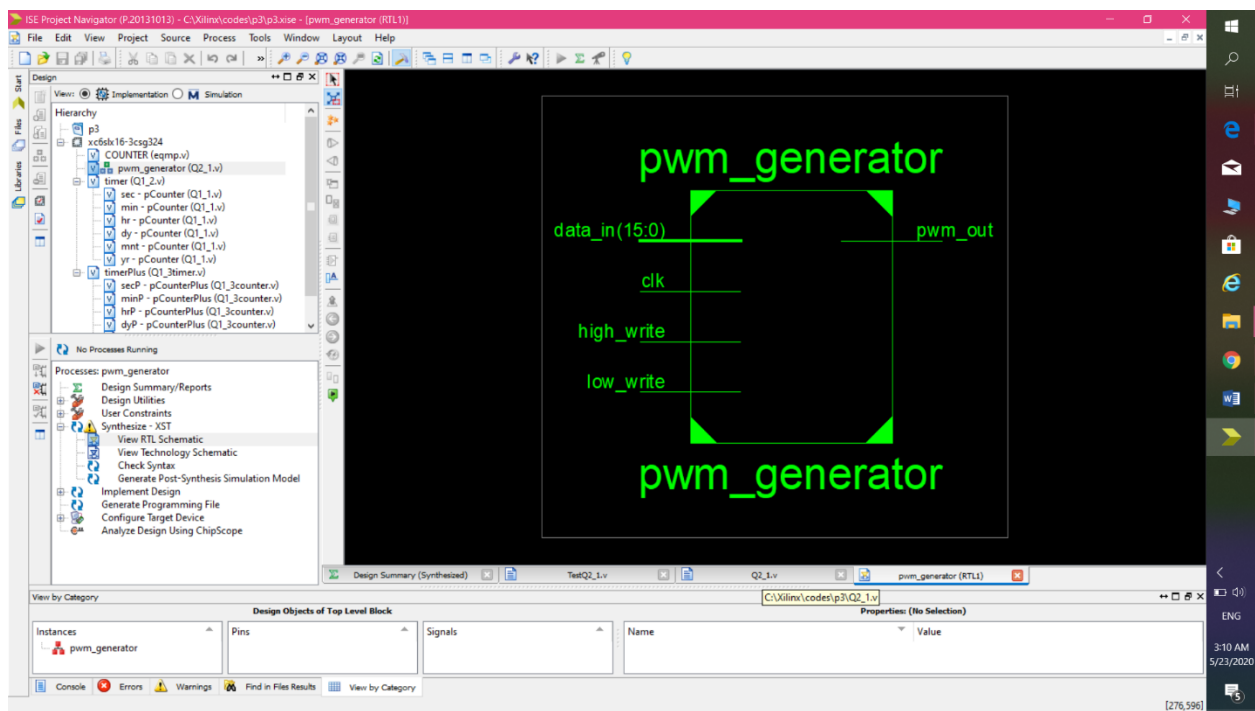 ISE Project Navigator (P.20131013) - C:\Xilinx\codes\p3\p3.xise - [pwm_generator (RTL1)]
File Edit View Project Source Process Tools Window Layout Help
Start
Files
Libraries
Design
View: Implementation Simulation
Hierarchy
p3
xc6slx16-3csg324
COUNTER (eqmp.v)
pwm_generator (Q2_1.v)
timer (Q1_2.v)
sec - pCounter (Q1_1.v)
min - pCounter (Q1_1.v)
hr - pCounter (Q1_1.v)
dy - pCounter (Q1_1.v)
mnt - pCounter (Q1_1.v)
yr - pCounter (Q1_1.v)
timerPlus (Q1_3timer.v)
secP - pCounterPlus (Q1_3counter.v)
minP - pCounterPlus (Q1_3counter.v)
hrP - pCounterPlus (Q1_3counter.v)
dyP - pCounterPlus (Q1_3counter.v)
No Processes Running
Processes: pwm_generator
Design Summary/Reports
Design Utilities
User Constraints
Synthesize - XST
View RTL Schematic
View Technology Schematic
Check Syntax
Generate Post-Synthesis Simulation Model
Implement Design
Generate Programming File
Configure Target Device
Analyze Design Using ChipScope
pwm_generator
data_in(15:0)
pwm_out
clk
high_write
low_write
pwm_generator
Design Summary (Synthesized)
TestQ2_1.v
Q2_1.v
pwm_generator (RTL1)
C:\Xilinx\codes\p3\Q2_1.v
View by Category
Design Objects of Top Level Block
Properties: (No Selection)
Instances
Pins
Signals
Name
Value
pwm_generator
Console Errors Warnings Find in Files Results View by Category
[276,596]
ENG
3:10 AM
5/23/2020
5